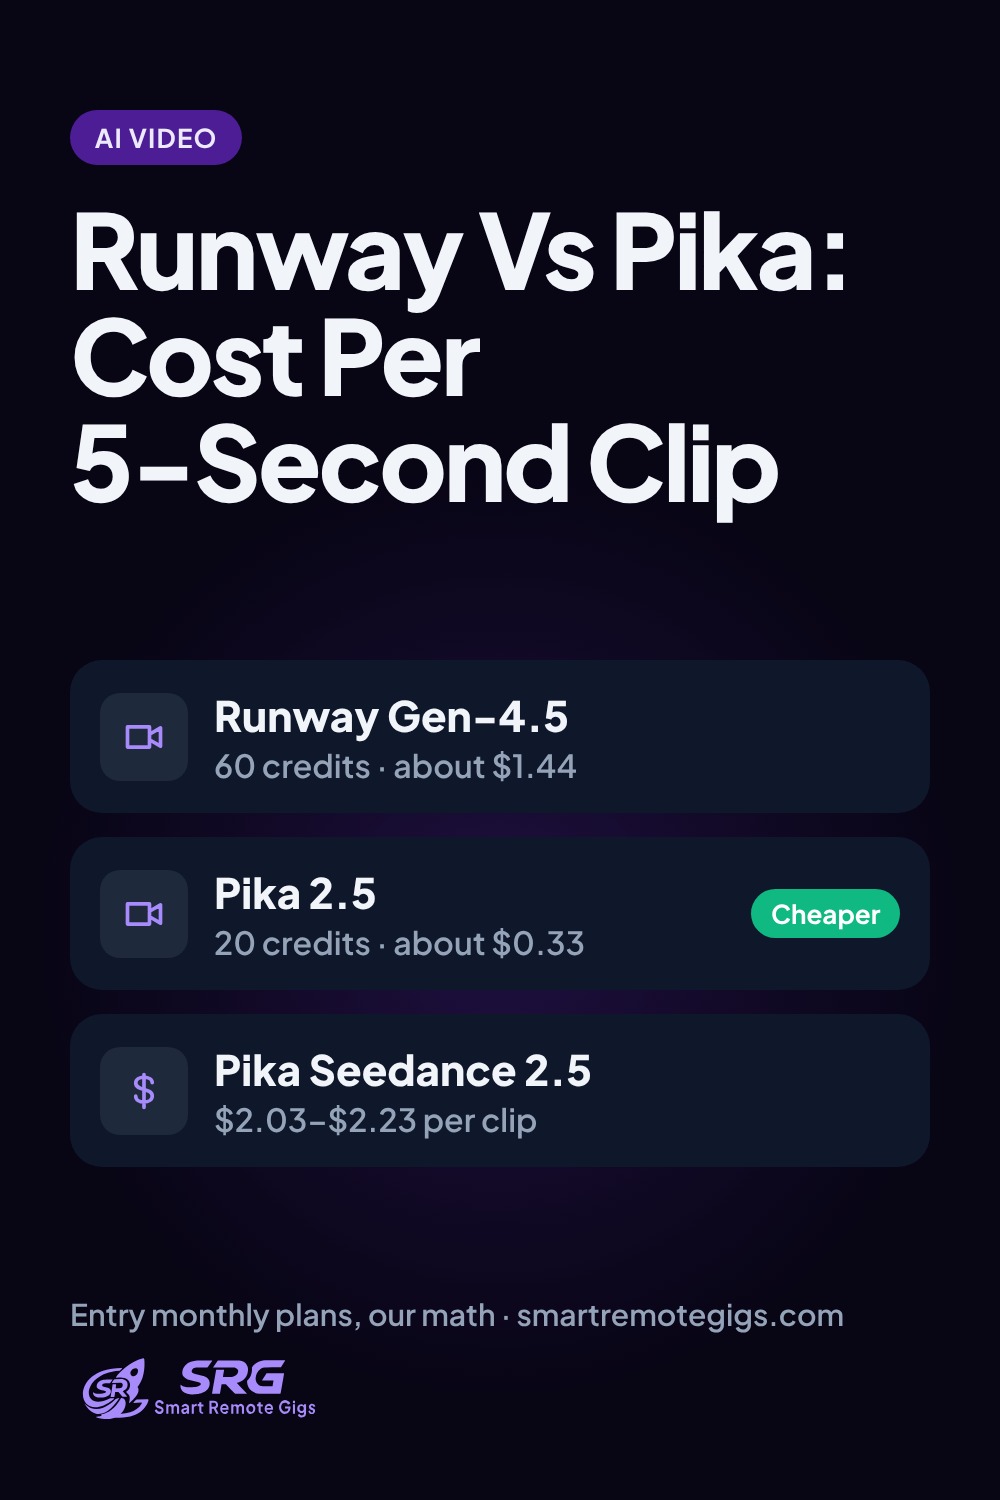 AI VIDEO
Runway Vs Pika:
Cost Per
5-Second Clip
Runway Gen-4.5
60 credits · about $1.44
Pika 2.5
20 credits · about $0.33
Cheaper
Pika Seedance 2.5
$2.03-$2.23 per clip
Entry monthly plans, our math · smartremotegigs.com
SR
SRG
Smart Remote Gigs